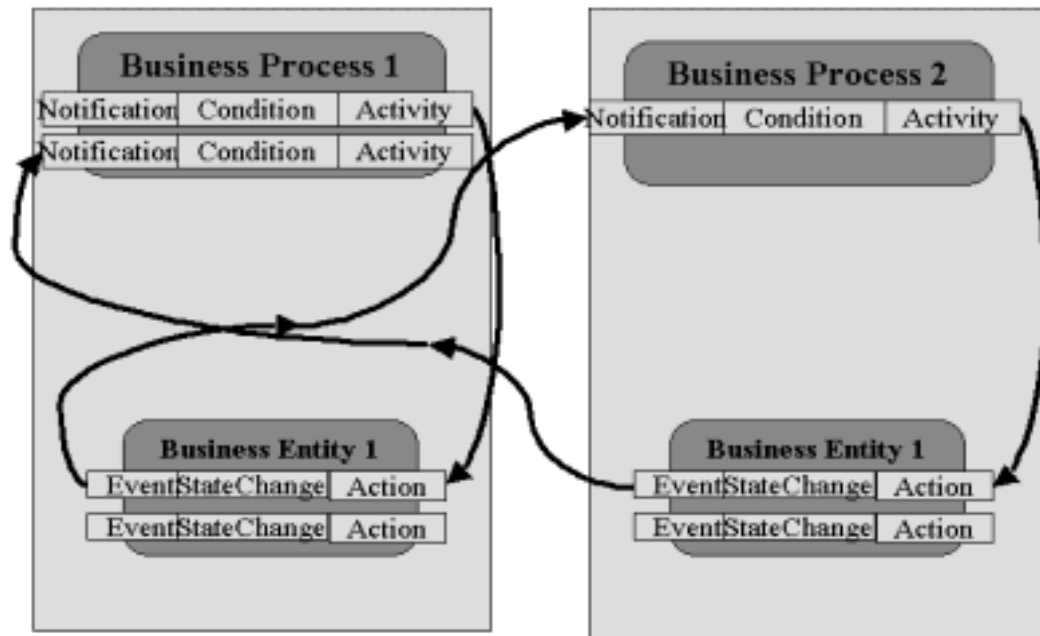 Business Process 1
Notification Condition Activity
Notification Condition Activity
Business Entity 1
Event StateChange Action
Event StateChange Action
Business Process 2
Notification Condition Activity
Business Entity 1
Event StateChange Action
Event StateChange Action